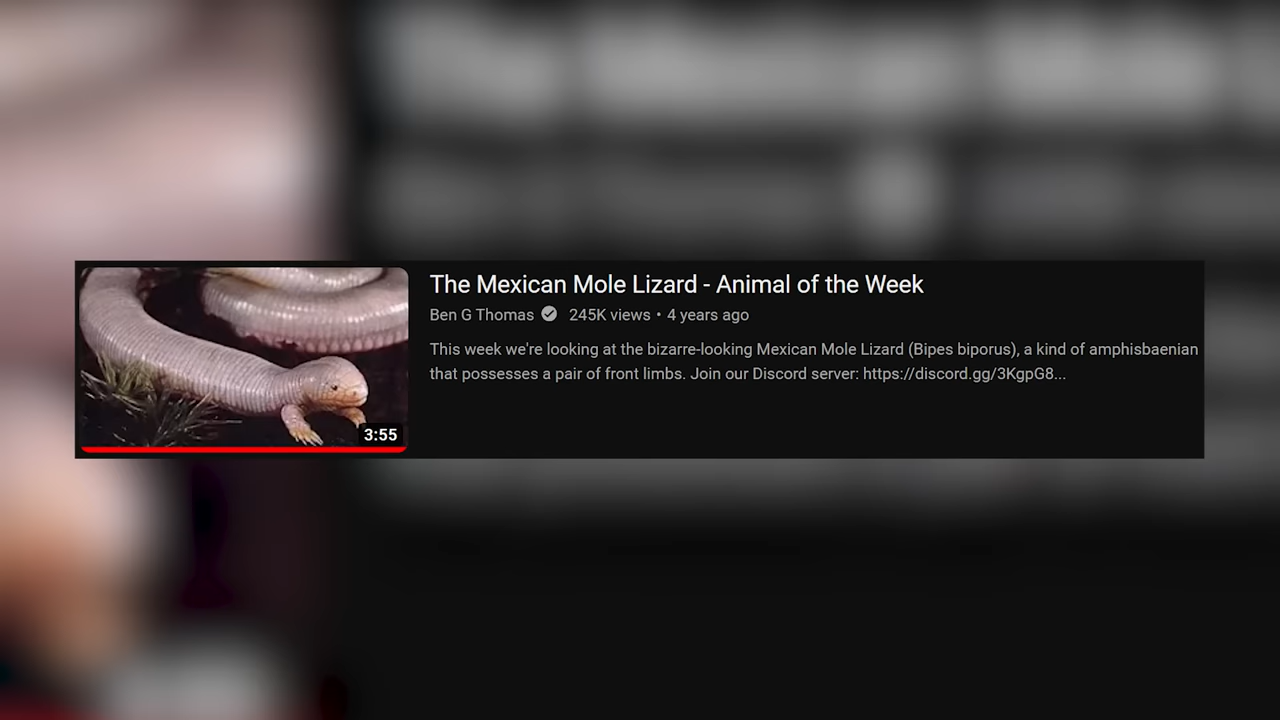 The Mexican Mole Lizard - Animal of the Week
Ben G Thomas 245K views • 4 years ago
This week we're looking at the bizarre-looking Mexican Mole Lizard (Bipes biporus), a kind of amphisbaenian
that possesses a pair of front limbs. Join our Discord server: https://discord.gg/3KgpG8...
3:55